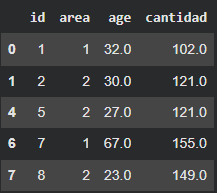 id area age cantidad
0 1 1 32.0 102.0
1 2 2 30.0 121.0
4 5 2 27.0 121.0
6 7 1 67.0 155.0
7 8 2 23.0 149.0